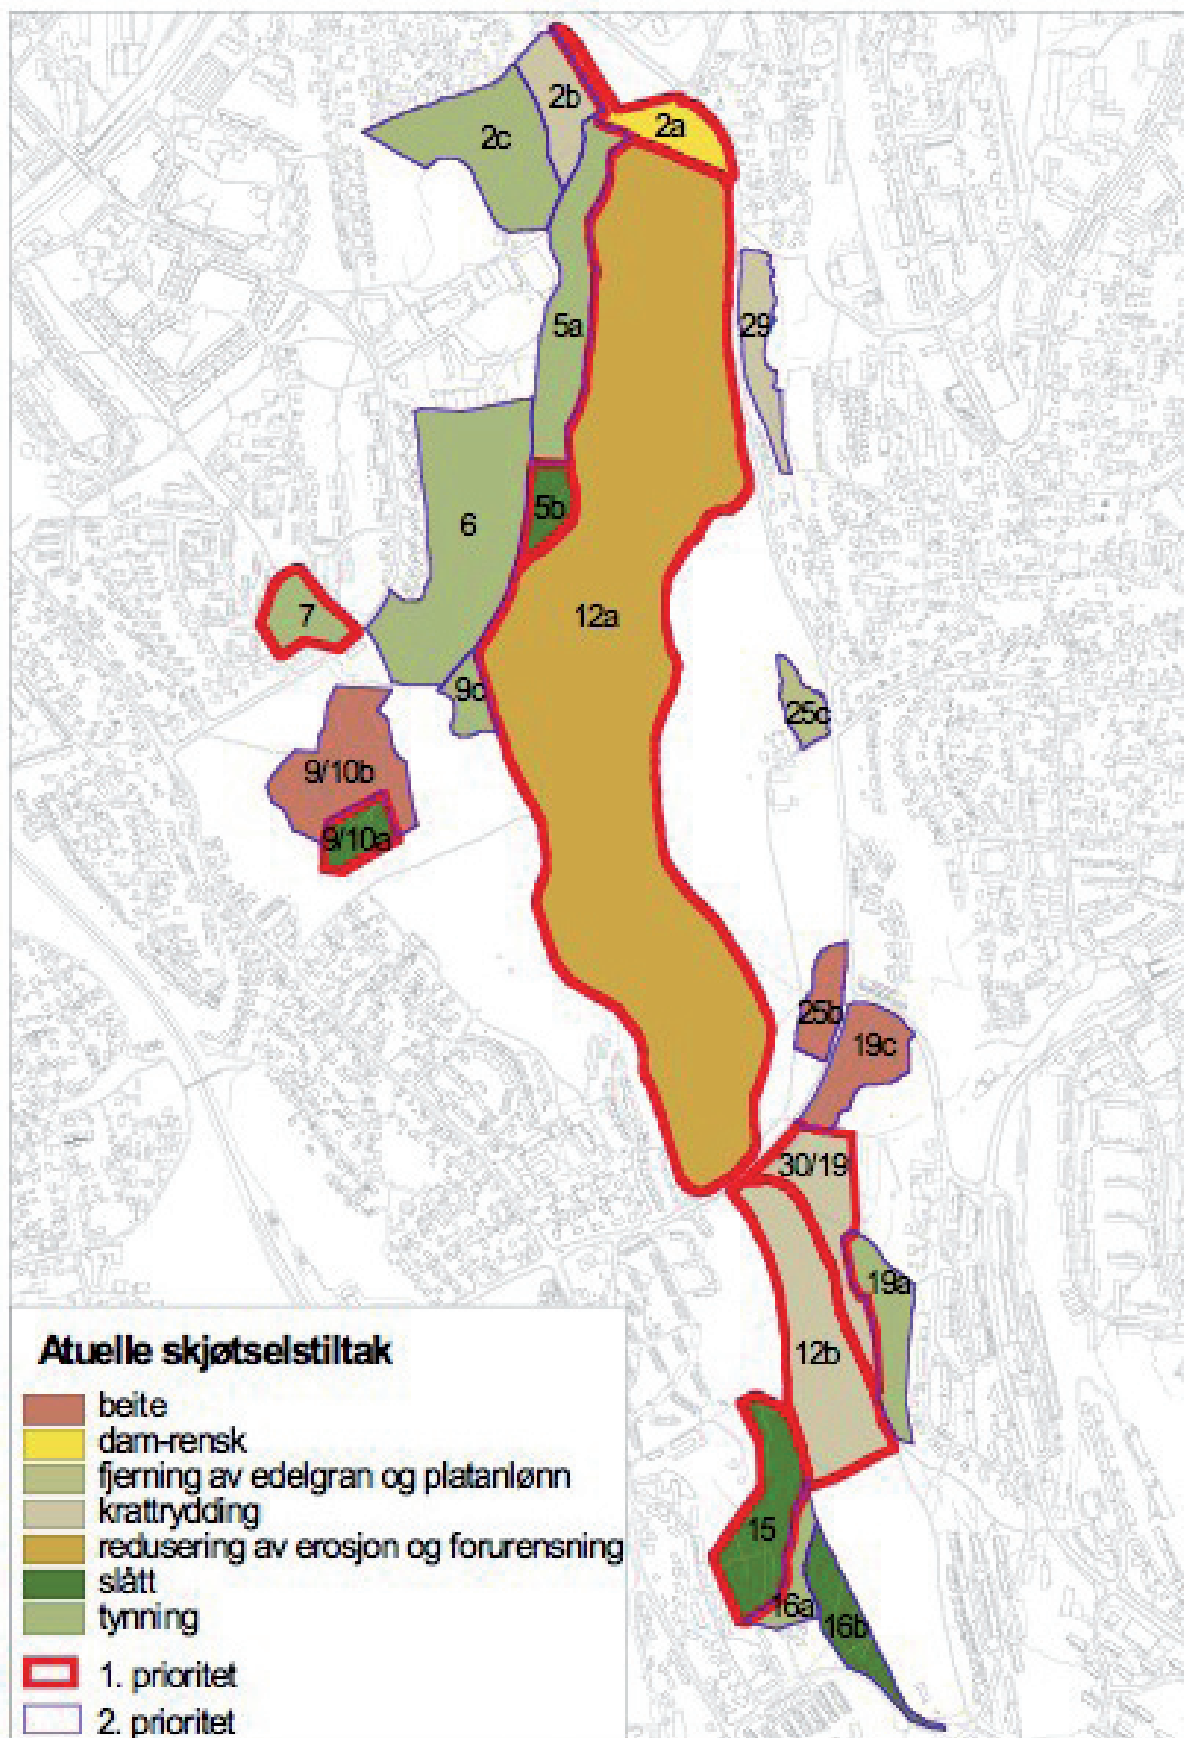 2b
2a
2c
29
5a
5b
6
7
12a
9c
25c
9/10b
9/10a
25b
19c
30/19
19a
12b
15
16a
16b
Atuelle skjøtselstiltak
beite
dam-rensk
fjerning av edelgran og platanlønn
krattrydding
redusering av erosjon og forurensning
slått
tynning
1. prioritet
2. prioritet